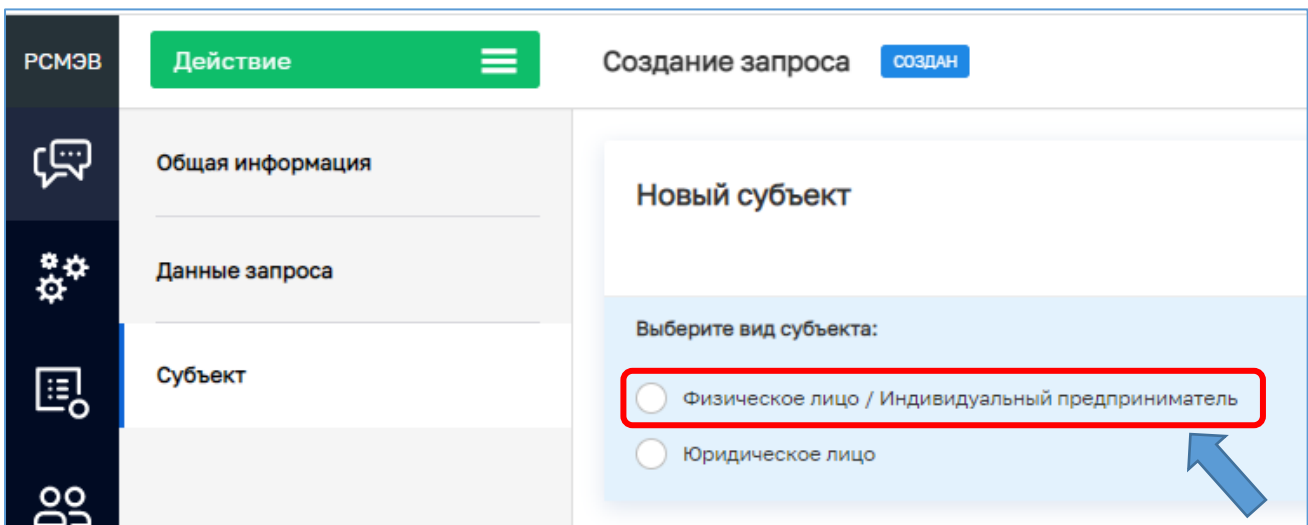 РСМЭВ
Действие
Создание запроса
СОЗДАН
Общая информация
Данные запроса
Субъект
Новый субъект
Выберите вид субъекта:
Физическое лицо / Индивидуальный предприниматель
Юридическое лицо